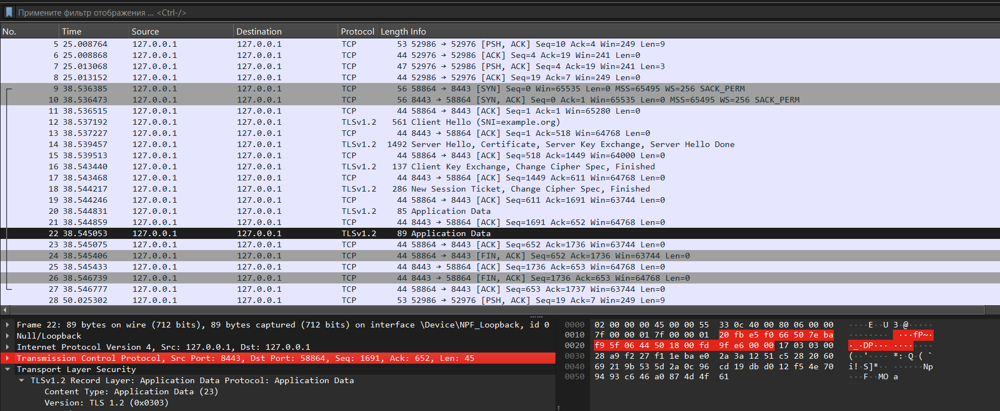 Примените фильтр отображения ... <Ctrl-/>
No. Time Source Destination Protocol Length Info
5 25.008764 127.0.0.1 127.0.0.1 TCP 53 52986 → 52976 [PSH, ACK] Seq=10 Ack=4 Win=249 Len=9
6 25.008868 127.0.0.1 127.0.0.1 TCP 44 52976 → 52986 [ACK] Seq=4 Ack=19 Win=241 Len=0
7 25.013068 127.0.0.1 127.0.0.1 TCP 47 52976 → 52986 [PSH, ACK] Seq=4 Ack=19 Win=241 Len=3
8 25.013152 127.0.0.1 127.0.0.1 TCP 44 52986 → 52976 [ACK] Seq=19 Ack=7 Win=249 Len=0
9 38.536385 127.0.0.1 127.0.0.1 TCP 56 58864 → 8443 [SYN] Seq=0 Win=65535 Len=0 MSS=65495 WS=256 SACK_PERM
10 38.536473 127.0.0.1 127.0.0.1 TCP 56 8443 → 58864 [SYN, ACK] Seq=0 Ack=1 Win=65535 Len=0 MSS=65495 WS=256 SACK_PERM
11 38.536515 127.0.0.1 127.0.0.1 TCP 44 58864 → 8443 [ACK] Seq=1 Ack=1 Win=65280 Len=0
12 38.537192 127.0.0.1 127.0.0.1 TLSv1.2 561 Client Hello (SNI=example.org)
13 38.537227 127.0.0.1 127.0.0.1 TCP 44 8443 → 58864 [ACK] Seq=1 Ack=518 Win=64768 Len=0
14 38.539457 127.0.0.1 127.0.0.1 TLSv1.2 1492 Server Hello, Certificate, Server Key Exchange, Server Hello Done
15 38.539513 127.0.0.1 127.0.0.1 TCP 44 58864 → 8443 [ACK] Seq=518 Ack=1449 Win=64000 Len=0
16 38.543440 127.0.0.1 127.0.0.1 TLSv1.2 137 Client Key Exchange, Change Cipher Spec, Finished
17 38.543468 127.0.0.1 127.0.0.1 TCP 44 8443 → 58864 [ACK] Seq=1449 Ack=611 Win=64768 Len=0
18 38.544217 127.0.0.1 127.0.0.1 TLSv1.2 286 New Session Ticket, Change Cipher Spec, Finished
19 38.544246 127.0.0.1 127.0.0.1 TCP 44 58864 → 8443 [ACK] Seq=611 Ack=1691 Win=63744 Len=0
20 38.544831 127.0.0.1 127.0.0.1 TLSv1.2 85 Application Data
21 38.544859 127.0.0.1 127.0.0.1 TCP 44 8443 → 58864 [ACK] Seq=1691 Ack=652 Win=64768 Len=0
22 38.545053 127.0.0.1 127.0.0.1 TLSv1.2 89 Application Data
23 38.545075 127.0.0.1 127.0.0.1 TCP 44 58864 → 8443 [ACK] Seq=652 Ack=1736 Win=63744 Len=0
24 38.545406 127.0.0.1 127.0.0.1 TCP 44 58864 → 8443 [FIN, ACK] Seq=652 Ack=1736 Win=63744 Len=0
25 38.545433 127.0.0.1 127.0.0.1 TCP 44 8443 → 58864 [ACK] Seq=1736 Ack=653 Win=64768 Len=0
26 38.546739 127.0.0.1 127.0.0.1 TCP 44 8443 → 58864 [FIN, ACK] Seq=1736 Ack=653 Win=64768 Len=0
27 38.546777 127.0.0.1 127.0.0.1 TCP 44 58864 → 8443 [ACK] Seq=653 Ack=1737 Win=63744 Len=0
28 50.025302 127.0.0.1 127.0.0.1 TCP 53 52986 → 52976 [PSH, ACK] Seq=19 Ack=7 Win=249 Len=9
Frame 22: 89 bytes on wire (712 bits), 89 bytes captured (712 bits) on interface \Device\NPF_Loopback, id 0
Null/Loopback
Internet Protocol Version 4, Src: 127.0.0.1, Dst: 127.0.0.1
Transmission Control Protocol, Src Port: 8443, Dst Port: 58864, Seq: 1691, Ack: 652, Len: 45
Transport Layer Security
TLSv1.2 Record Layer: Application Data Protocol: Application Data
Content Type: Application Data (23)
Version: TLS 1.2 (0x0303)
0000 02 00 00 00 45 00 00 55 33 0c 40 00 80 06 00 00 ····E··U 3·@·····
0010 7f 00 00 01 7f 00 00 01 20 fb e5 f0 66 50 7e ba ········ ···fP~·
0020 f9 5f 06 44 50 18 00 fd 9f e6 00 00 17 03 03 00 ·_·DP··· ········
0030 28 a9 f2 27 f1 1e ba e0 2a 3a 12 51 c5 28 20 60 (··'···· *:·Q·( `
0040 69 21 9b 53 5d 2a 0c 96 cd 19 db d0 12 f5 4e 70 i!·S]*·· ······Np
0050 94 93 c6 46 a0 87 4d 4f 61 ···F··MO a